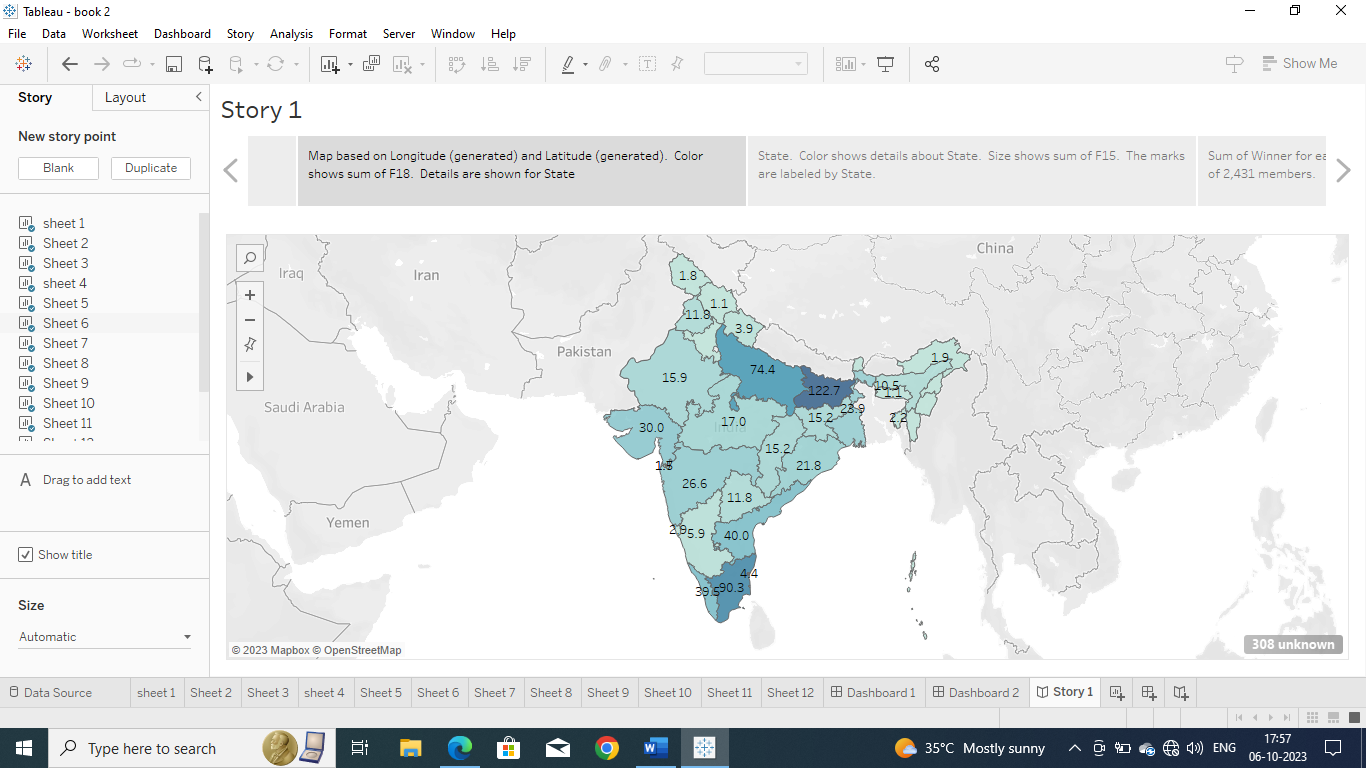 Tableau - book 2
File Data Worksheet Dashboard Story Analysis Format Server Window Help
Show Me
Story Layout
New story point
Blank Duplicate
sheet 1
Sheet 2
Sheet 3
sheet 4
Sheet 5
Sheet 6
Sheet 7
Sheet 8
Sheet 9
Sheet 10
Sheet 11
A Drag to add text
Show title
Size
Automatic
Story 1
Map based on Longitude (generated) and Latitude (generated). Color
shows sum of F18. Details are shown for State
State. Color shows details about State. Size shows sum of F15. The marks
are labeled by State.
Sum of Winner for ea
of 2,431 members.
China
Iraq
Iran
Pakistan
Saudi Arabia
Yemen
India
1.8
1.1
11.8
3.9
74.4
1.9
15.9
122.7
10.5
1.1
23.9
2.2
15.2
17.0
30.0
15.2
21.8
26.6
11.8
5.9
40.0
4.4
39.5
90.3
© 2023 Mapbox © OpenStreetMap
308 unknown
Data Source sheet 1 Sheet 2 Sheet 3 sheet 4 Sheet 5 Sheet 6 Sheet 7 Sheet 8 Sheet 9 Sheet 10 Sheet 11 Sheet 12 Dashboard 1 Dashboard 2 Story 1
Type here to search
35°C Mostly sunny
ENG
17:57
06-10-2023